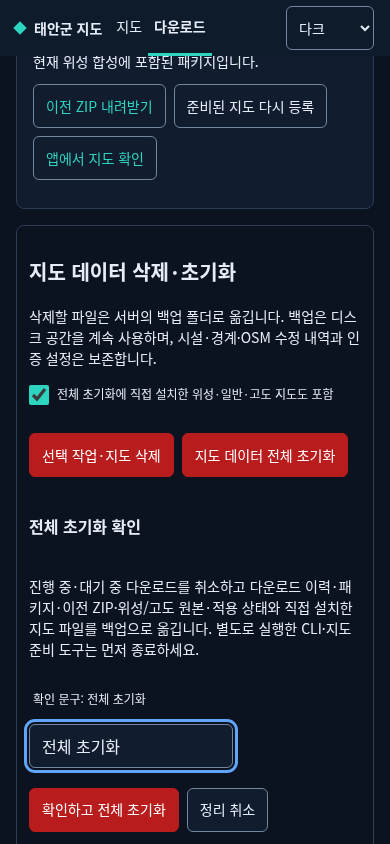 태안군 지도
지도
다운로드
다크
현재 위성 합성에 포함된 패키지입니다.
이전 ZIP 내려받기
준비된 지도 다시 등록
앱에서 지도 확인
지도 데이터 삭제·초기화
삭제할 파일은 서버의 백업 폴더로 옮깁니다. 백업은 디스
크 공간을 계속 사용하며, 시설·경계·OSM 수정 내역과 인
증 설정은 보존합니다.
전체 초기화에 직접 설치한 위성·일반·고도 지도도 포함
선택 작업·지도 삭제
지도 데이터 전체 초기화
전체 초기화 확인
진행 중·대기 중 다운로드를 취소하고 다운로드 이력·패
키지·이전 ZIP·위성/고도 원본·적용 상태와 직접 설치한
지도 파일을 백업으로 옮깁니다. 별도로 실행한 CLI·지도
준비 도구는 먼저 종료하세요.
확인 문구: 전체 초기화
전체 초기화
확인하고 전체 초기화
정리 취소